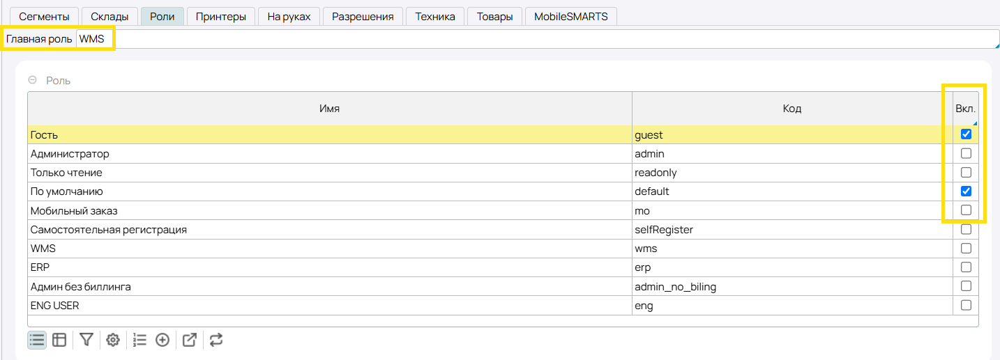 Сегменты Склады Роли Принтеры На руках Разрешения Техника Товары MobileSMARTS
Главная роль WMS
Роль
Имя Код Вкл.
Гость guest
Администратор admin
Только чтение readonly
По умолчанию default
Мобильный заказ mo
Самостоятельная регистрация selfRegister
WMS wms
ERP erp
Админ без биллинга admin_no_biling
ENG USER eng